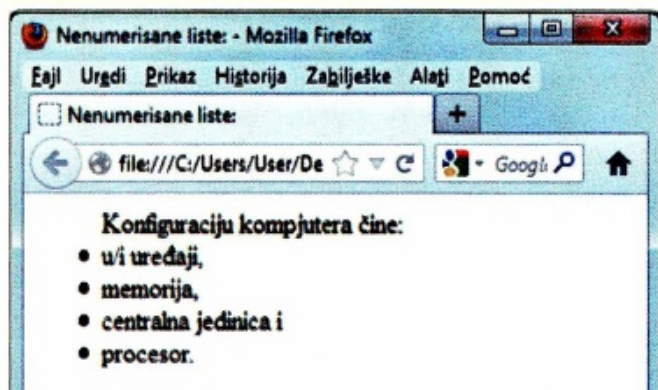 Nenumerisane liste: - Mozilla Firefox
Fajl Uredi Prikaz Historija Zabilješke Alati Pomoć
Nenumerisane liste:
file:///C:/Users/User/De Googl
Konfiguraciju kompjutera čine:
• u/i uređaji,
• memorija,
• centralna jedinica i
• procesor.